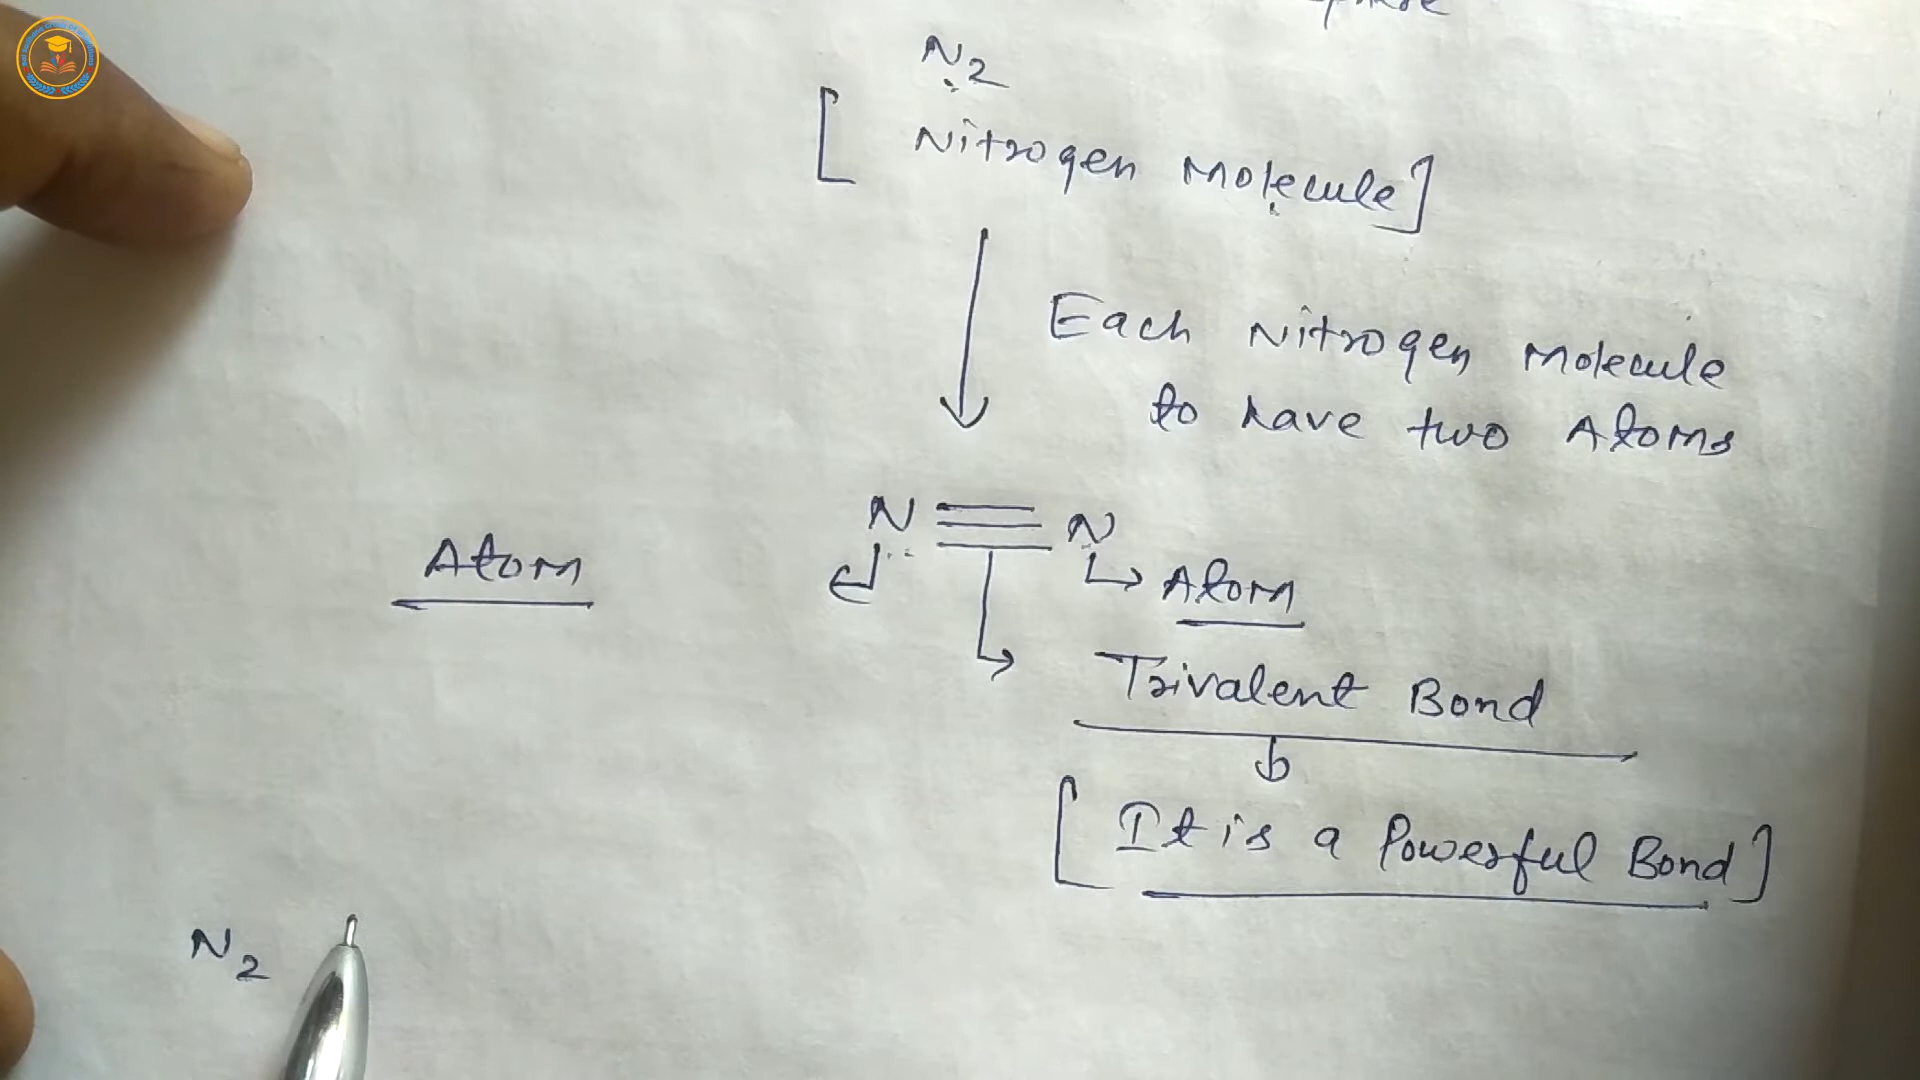 N2
[ Nitrogen Molecule ]
Each Nitrogen Molecule
to have two Atoms
N ≡ N
Atom
Atom
Trivalent Bond
[ It is a Powerful Bond ]
N2